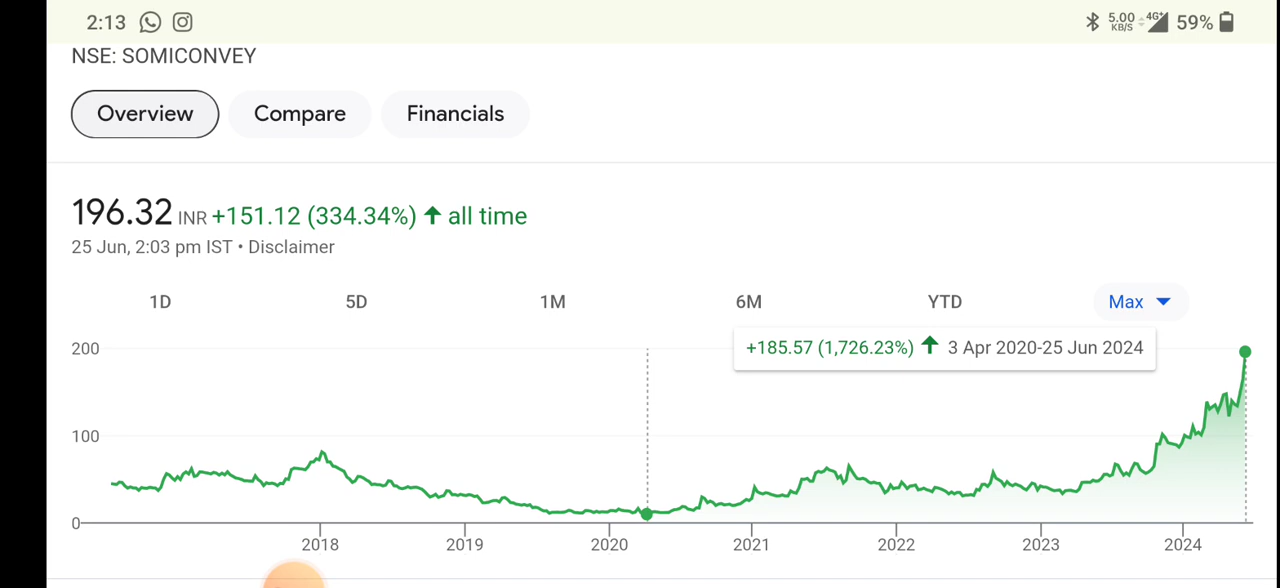 2:13 5.00 KB/S 4G+ 59%
NSE: SOMICONVEY
Overview Compare Financials
196.32 INR +151.12 (334.34%) ↑ all time
25 Jun, 2:03 pm IST • Disclaimer
1D 5D 1M 6M YTD Max
+185.57 (1,726.23%) ↑ 3 Apr 2020-25 Jun 2024
200
100
0
2018 2019 2020 2021 2022 2023 2024